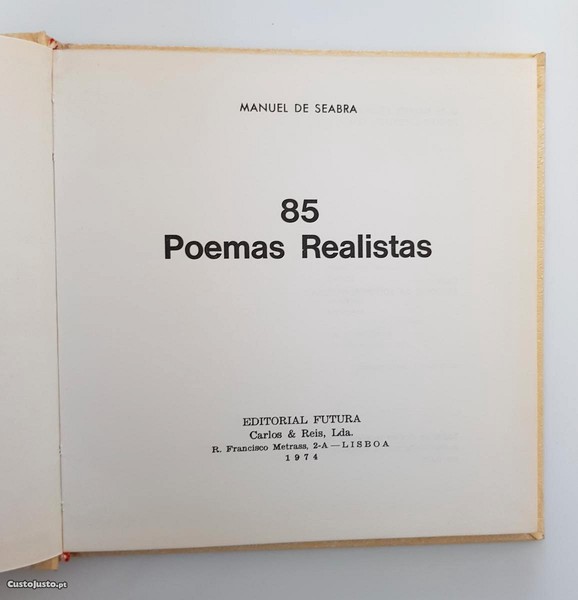 MANUEL DE SEABRA
85
Poemas Realistas
EDITORIAL FUTURA
Carlos & Reis, Lda.
R. Francisco Metrass, 2-A — LISBOA
1974
CustoJusto.pt